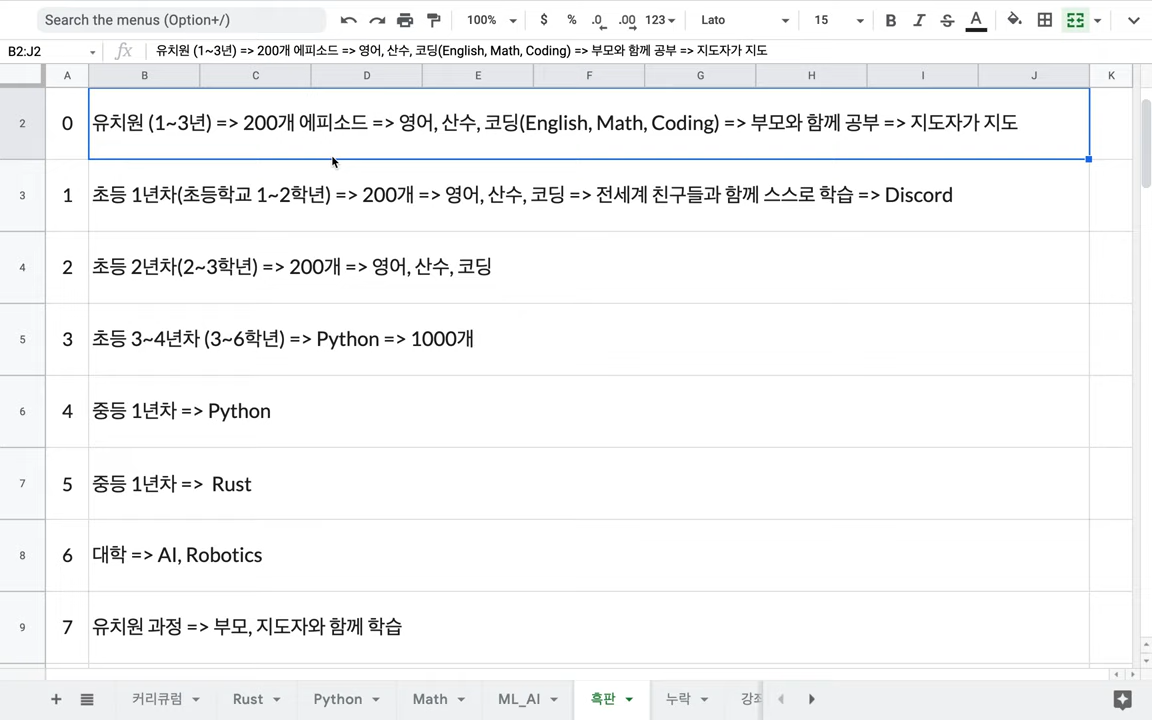 Search the menus (Option+/)
100%
$ % .0 .00 123
Lato
15
B I S A
B2:J2
fx
유치원 (1~3년) => 200개 에피소드 => 영어, 산수, 코딩(English, Math, Coding) => 부모와 함께 공부 => 지도자가 지도
A B C D E F G H I J K
2 0 유치원 (1~3년) => 200개 에피소드 => 영어, 산수, 코딩(English, Math, Coding) => 부모와 함께 공부 => 지도자가 지도
3 1 초등 1년차(초등학교 1~2학년) => 200개 => 영어, 산수, 코딩 => 전세계 친구들과 함께 스스로 학습 => Discord
4 2 초등 2년차(2~3학년) => 200개 => 영어, 산수, 코딩
5 3 초등 3~4년차 (3~6학년) => Python => 1000개
6 4 중등 1년차 => Python
7 5 중등 1년차 => Rust
8 6 대학 => AI, Robotics
9 7 유치원 과정 => 부모, 지도자와 함께 학습
커리큐럼 Rust Python Math ML_AI 흑판 누락